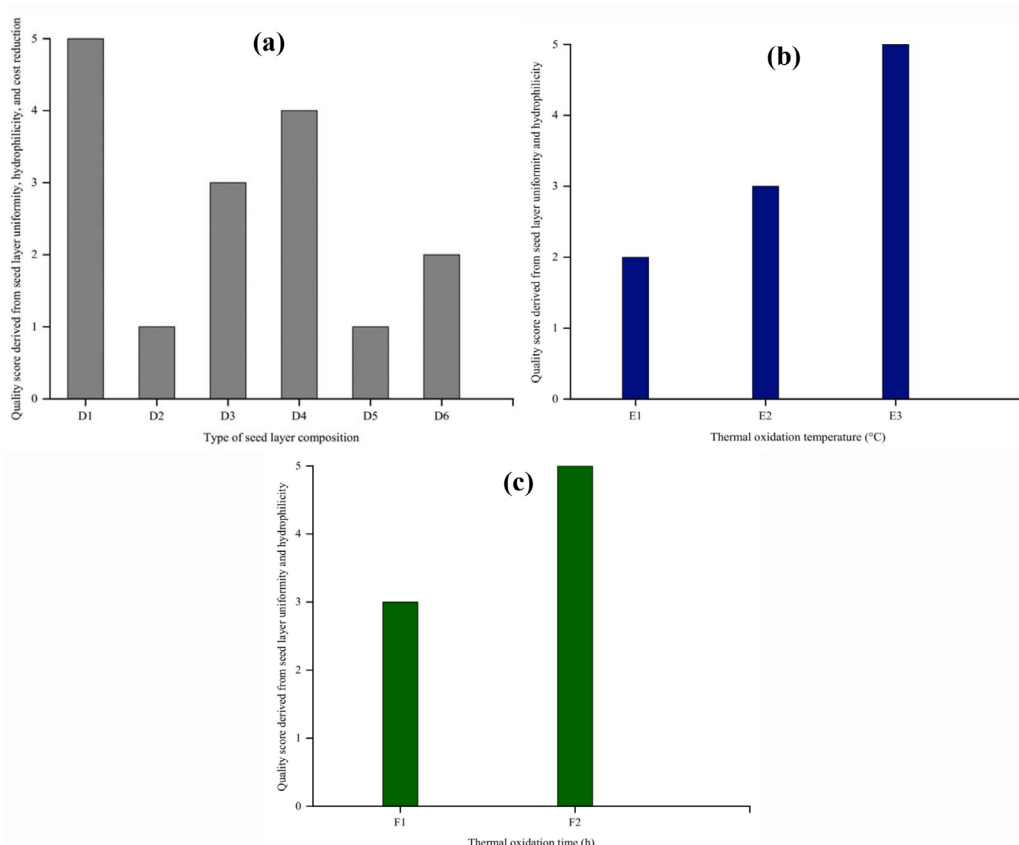 (a)
Quality score derived from seed layer uniformity, hydrophilicity, and cost reduction
5
4
3
2
1
0
D1 D2 D3 D4 D5 D6
Type of seed layer composition
(b)
Quality score derived from seed layer uniformity and hydrophilicity
5
4
3
2
1
0
E1 E2 E3
Thermal oxidation temperature (°C)
(c)
Quality score derived from seed layer uniformity and hydrophilicity
5
4
3
2
1
0
F1 F2
Thermal oxidation time (h)